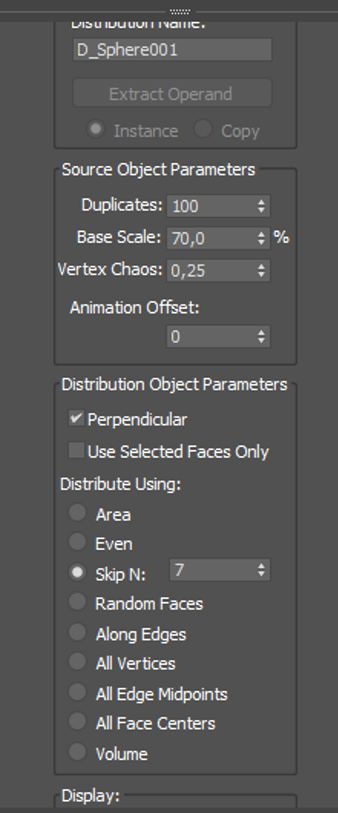 Distribution Name:
D_Sphere001
Extract Operand
Instance Copy
Source Object Parameters
Duplicates: 100
Base Scale: 70,0 %
Vertex Chaos: 0,25
Animation Offset:
0
Distribution Object Parameters
Perpendicular
Use Selected Faces Only
Distribute Using:
Area
Even
Skip N: 7
Random Faces
Along Edges
All Vertices
All Edge Midpoints
All Face Centers
Volume
Display: